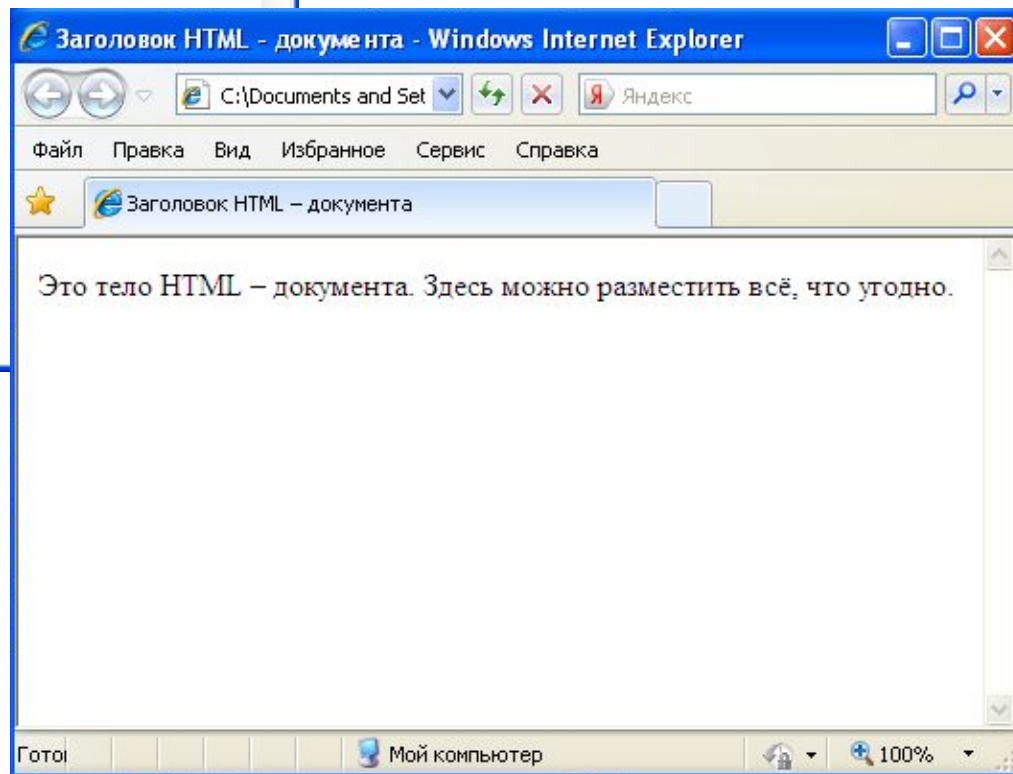 Заголовок HTML - документа - Windows Internet Explorer
C:\Documents and Set Яндекс
Файл Правка Вид Избранное Сервис Справка
Заголовок HTML – документа
Это тело HTML – документа. Здесь можно разместить всё, что угодно.
Мой компьютер 100%